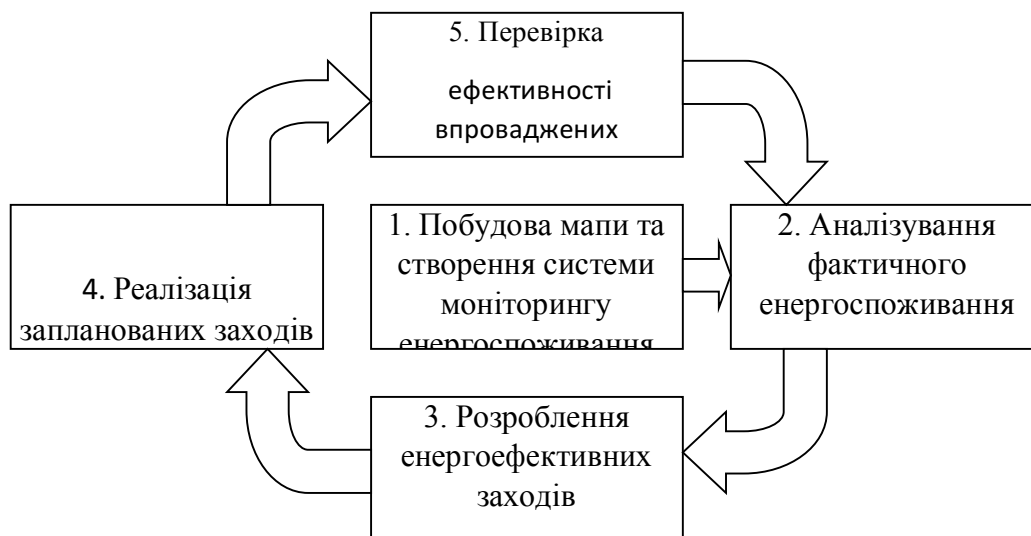 5. Перевірка
ефективності
впроваджених
4. Реалізація
запланованих заходів
1. Побудова мапи та
створення системи
моніторингу
енергоспоживання
2. Аналізування
фактичного
енергоспоживання
3. Розроблення
енергоефективних
заходів